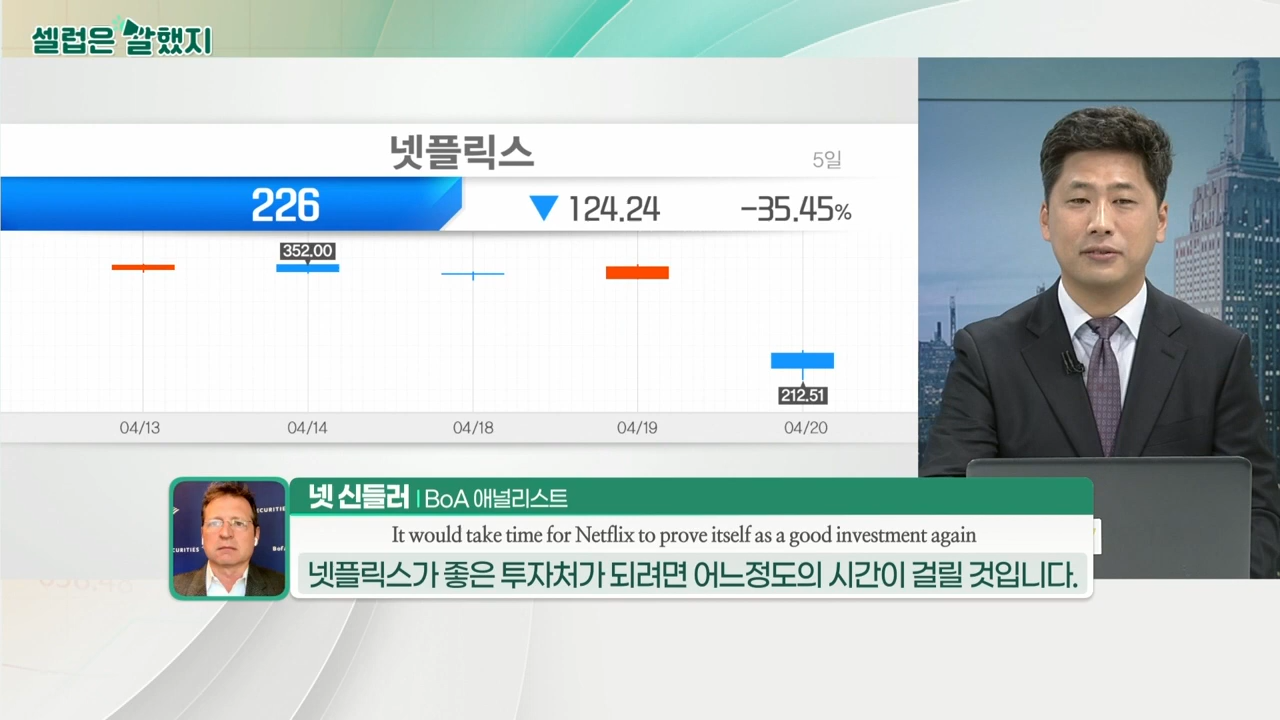 셀럽은 말했지
넷플릭스
5일
226
▼ 124.24
-35.45%
352.00
212.51
04/13
04/14
04/18
04/19
04/20
넷 신들러 | BoA 애널리스트
It would take time for Netflix to prove itself as a good investment again
넷플릭스가 좋은 투자처가 되려면 어느정도의 시간이 걸릴 것입니다.